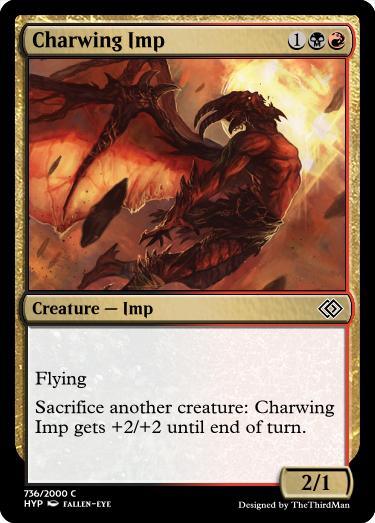 Charwing Imp 1
Creature — Imp
Flying
Sacrifice another creature: Charwing
Imp gets +2/+2 until end of turn.
2/1
736/2000 C
HYP FALLEN-EYE
Designed by TheThirdMan